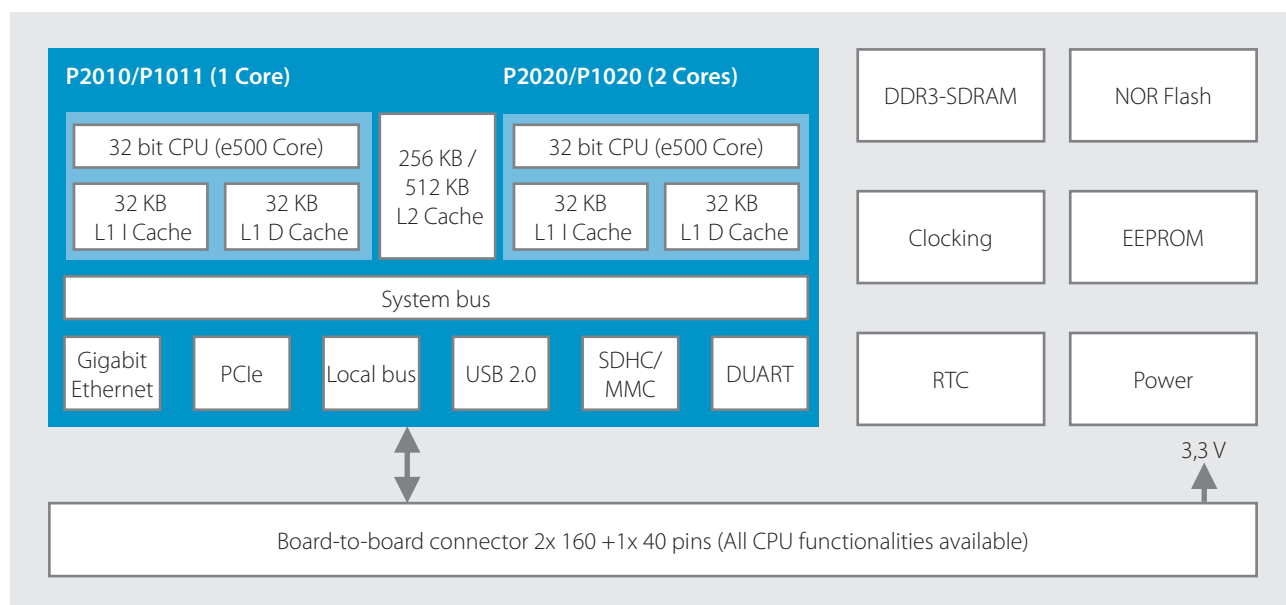 P2010/P1011 (1 Core)
P2020/P1020 (2 Cores)
32 bit CPU (e500 Core)
32 KB
L1 I Cache
32 KB
L1 D Cache
256 KB /
512 KB
L2 Cache
32 bit CPU (e500 Core)
32 KB
L1 I Cache
32 KB
L1 D Cache
System bus
Gigabit
Ethernet
PCIe
Local bus
USB 2.0
SDHC/
MMC
DUART
DDR3-SDRAM
NOR Flash
Clocking
EEPROM
RTC
Power
3,3 V
Board-to-board connector 2x 160 +1x 40 pins (All CPU functionalities available)